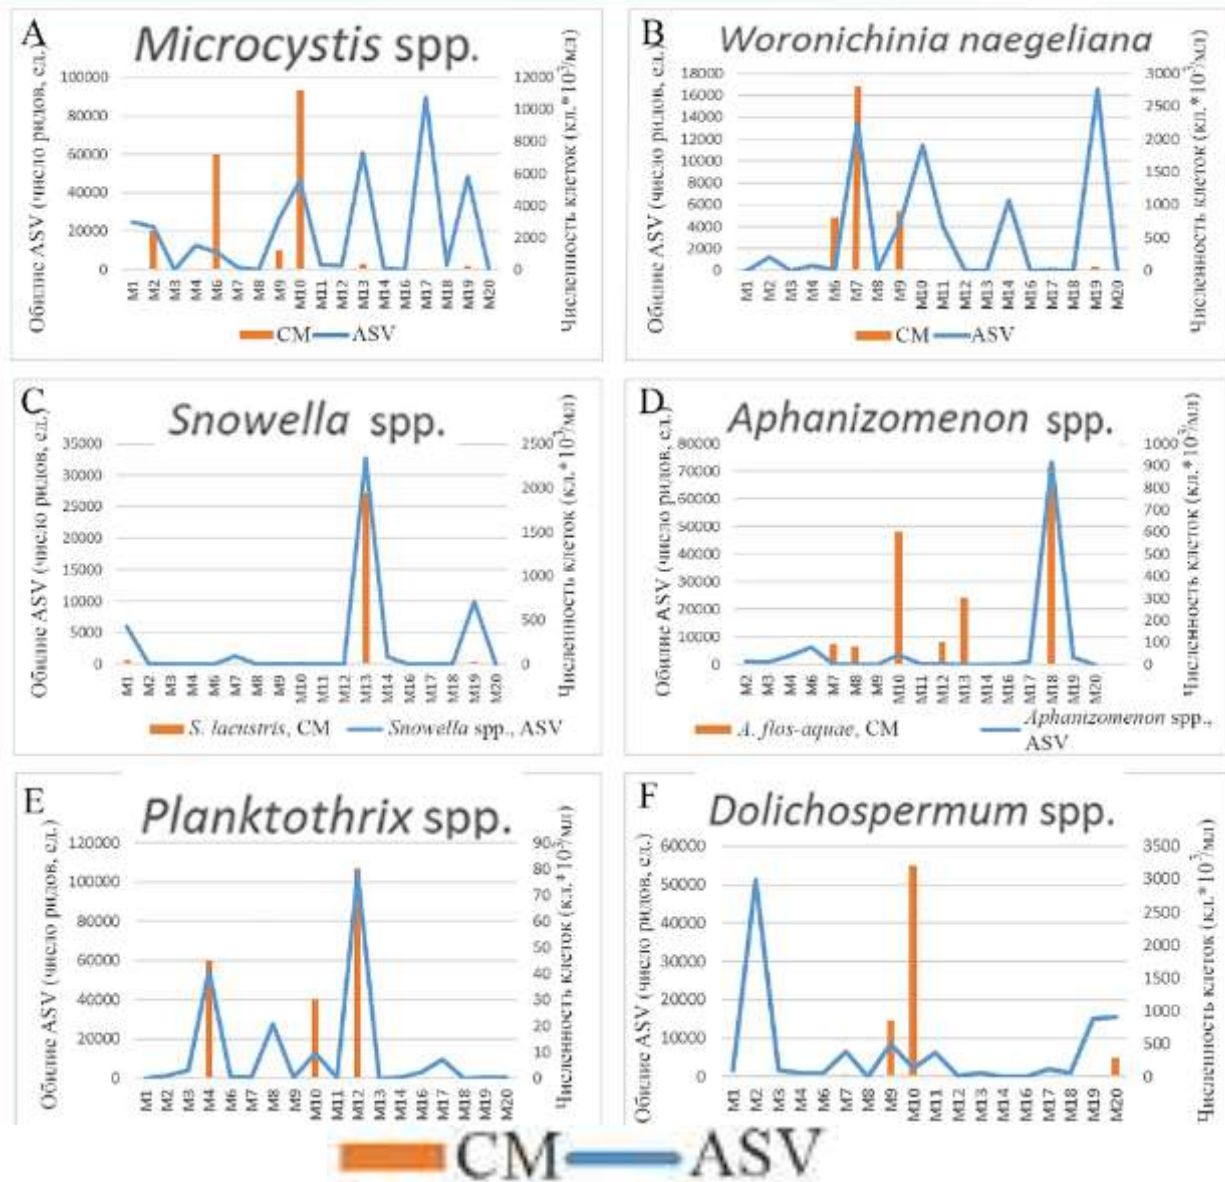 A
Microcystis spp.
Обилие ASV (число ридов, ед.)
100000
80000
60000
40000
20000
0
12000
10000
8000
6000
4000
2000
0
Численность клеток (кл.*10³/мл)
M1 M2 M3 M4 M6 M7 M8 M9 M10 M11 M12 M13 M14 M16 M17 M18 M19 M20
CM ASV
B
Woronichinia naegeliana
Обилие ASV (число ридов, ед.)
18000
16000
14000
12000
10000
8000
6000
4000
2000
0
3000
2500
2000
1500
1000
500
0
Численность клеток (кл.*10³/мл)
M1 M2 M3 M4 M6 M7 M8 M9 M10 M11 M12 M13 M14 M16 M17 M18 M19 M20
CM ASV
C
Snowella spp.
Обилие ASV (число ридов, ед.)
35000
30000
25000
20000
15000
10000
5000
0
2500
2000
1500
1000
500
0
Численность клеток (кл.*10³/мл)
M1 M2 M3 M4 M6 M7 M8 M9 M10 M11 M12 M13 M14 M16 M17 M18 M19 M20
S. lacustris, CM Snowella spp., ASV
D
Aphanizomenon spp.
Обилие ASV (число ридов, ед.)
80000
70000
60000
50000
40000
30000
20000
10000
0
1000
900
800
700
600
500
400
300
200
100
0
Численность клеток (кл.*10³/мл)
M2 M3 M4 M6 M7 M8 M9 M10 M11 M12 M13 M14 M16 M17 M18 M19 M20
A. flos-aquae, CM Aphanizomenon spp.,
ASV
E
Planktothrix spp.
Обилие ASV (число ридов, ед.)
120000
100000
80000
60000
40000
20000
0
90
80
70
60
50
40
30
20
10
0
Численность клеток (кл.*10³/мл)
M1 M2 M3 M4 M6 M7 M8 M9 M10 M11 M12 M13 M14 M16 M17 M18 M19 M20
F
Dolichospermum spp.
Обилие ASV (число ридов, ед.)
60000
50000
40000
30000
20000
10000
0
3500
3000
2500
2000
1500
1000
500
0
Численность клеток (кл.*10³/мл)
M1 M2 M3 M4 M6 M7 M8 M9 M10 M11 M12 M13 M14 M16 M17 M18 M19 M20
CM ASV